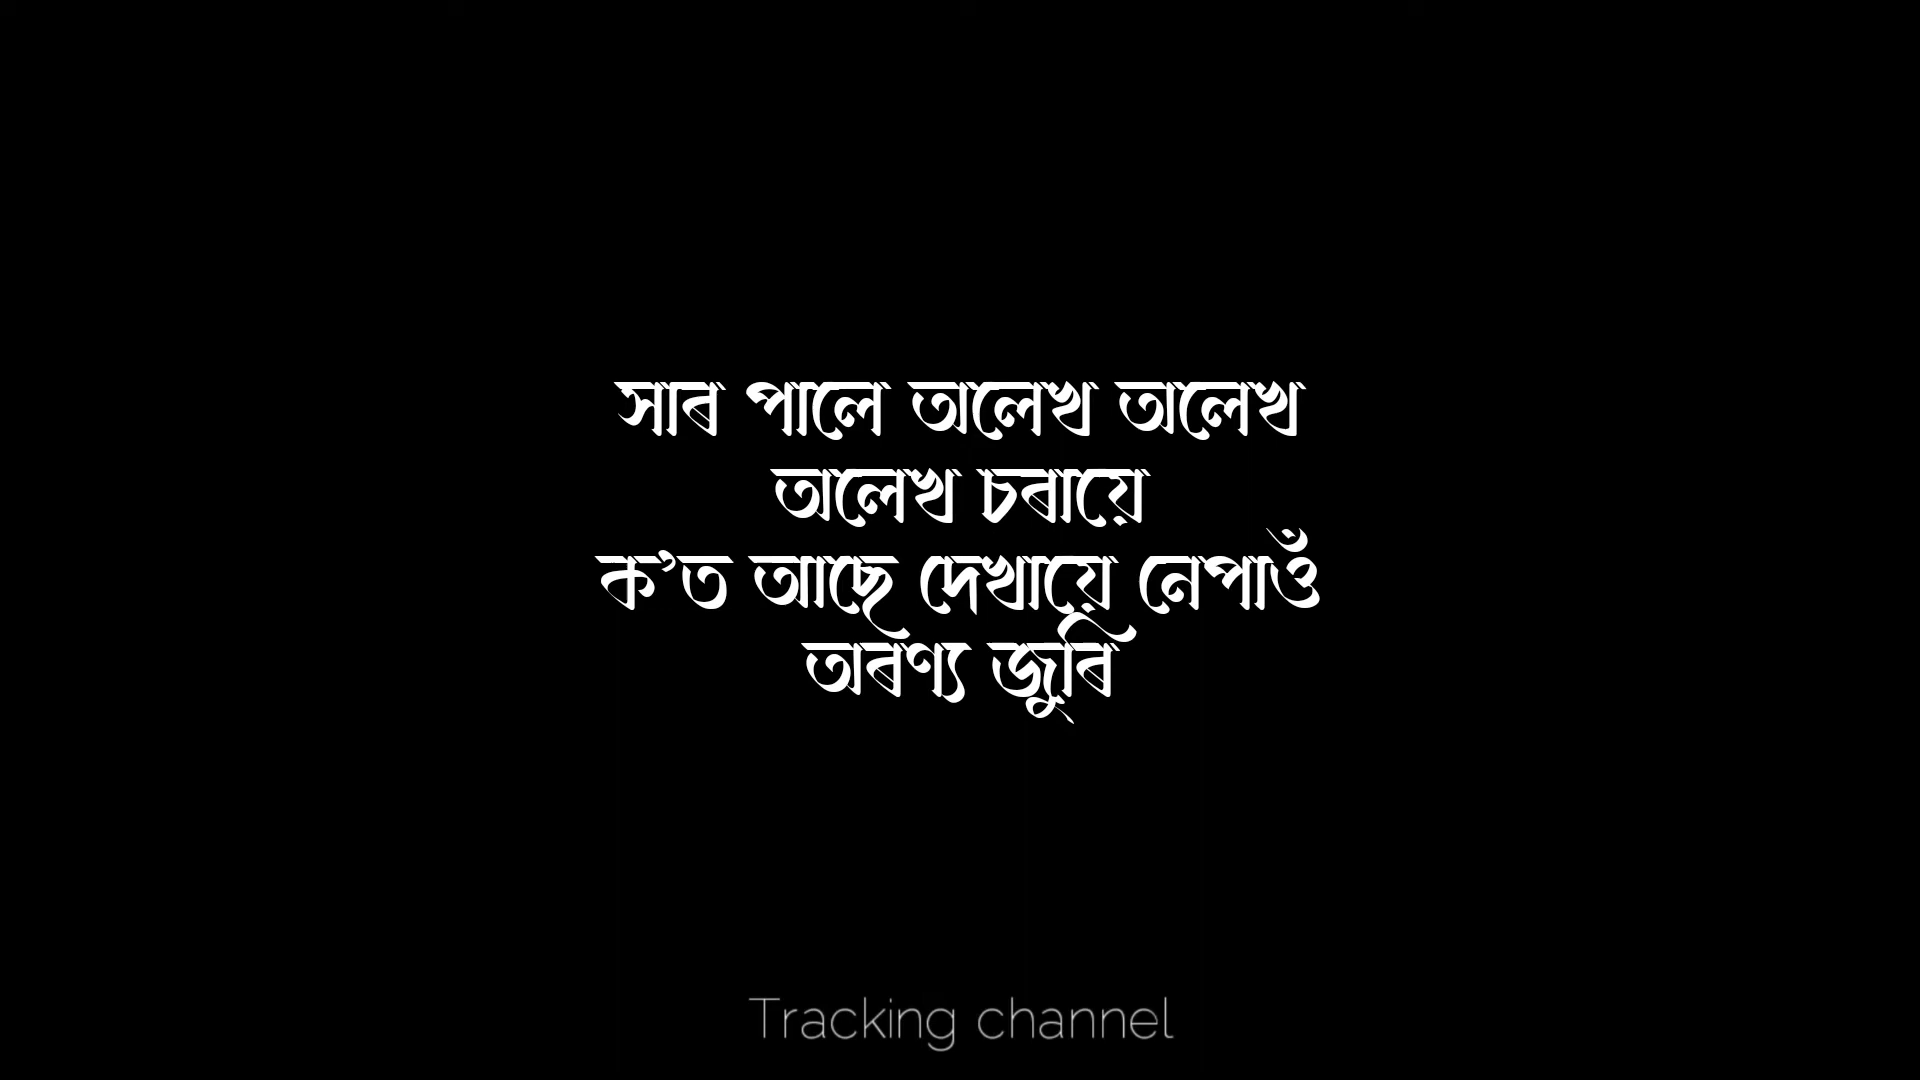 সাৰ পালে অলেখ অলেখ
অলেখ চৰায়ে
ক’ত আছে দেখায়ে নেপাওঁ
অৰণ্য জুৰি
Tracking channel